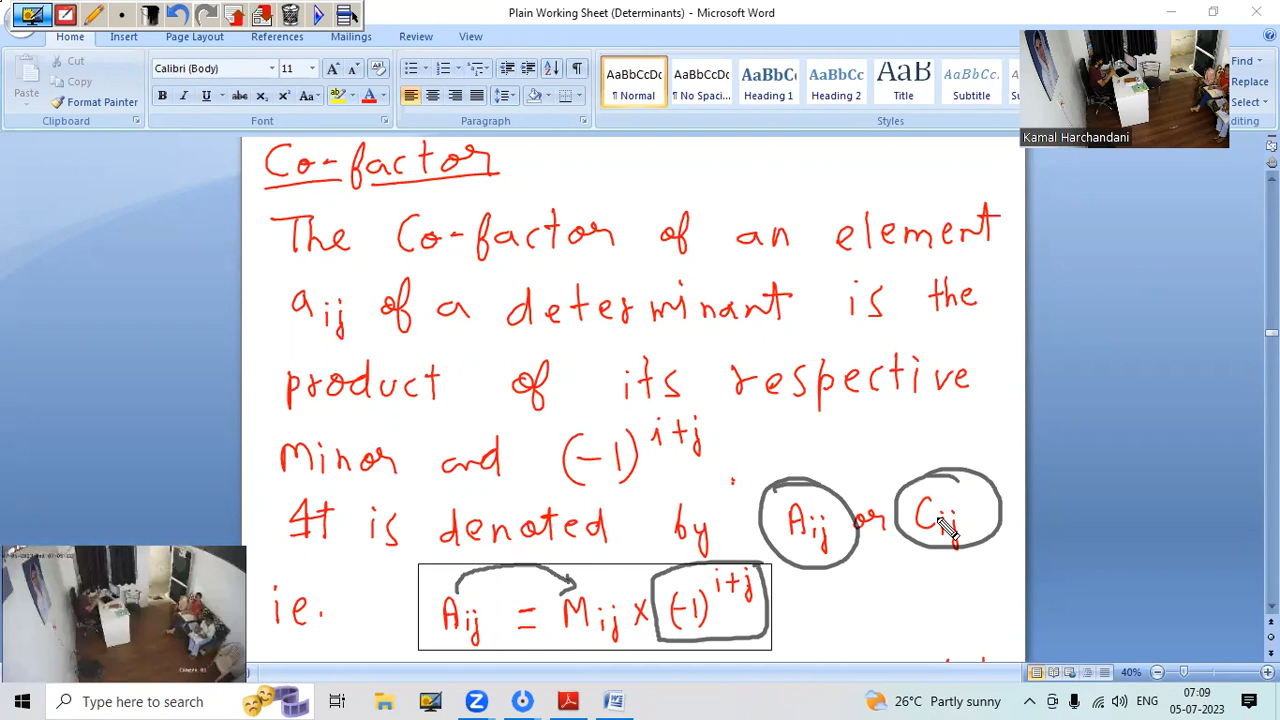 Plain Working Sheet (Determinants) - Microsoft Word
Home Insert Page Layout References Mailings Review View
Cut
Copy
Format Painter
Paste
Clipboard
Calibri (Body) 11
Font
Paragraph
AaBbCcDc AaBbCcDc AaBbC AaBbCc AaB AaBbCcL
¶ Normal ¶ No Spaci... Heading 1 Heading 2 Title Subtitle
Styles
Find
Replace
Select
Editing
Kamal Harchandani
Co-factor
The Co-factor of an element
aij of a determinant is the
product of its respective
Minor and (-1)^i+j
It is denoted by Aij or Cij
ie. Aij = Mij × (-1)^i+j
40%
Type here to search
26°C Partly sunny
07:09
05-07-2023